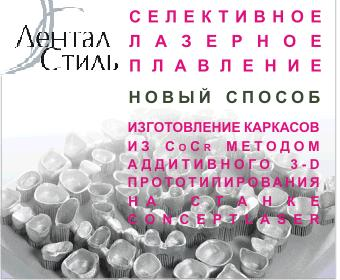 Дентал
Стиль
СЕЛЕКТИВНОЕ
ЛАЗЕРНОЕ
ПЛАВЛЕНИЕ
НОВЫЙ СПОСОБ
ИЗГОТОВЛЕНИЕ КАРКАСОВ
ИЗ CoCr МЕТОДОМ
АДДИТИВНОГО 3-D
ПРОТОТИПИРОВАНИЯ
НА СТАНКЕ
CONCEPTLASER